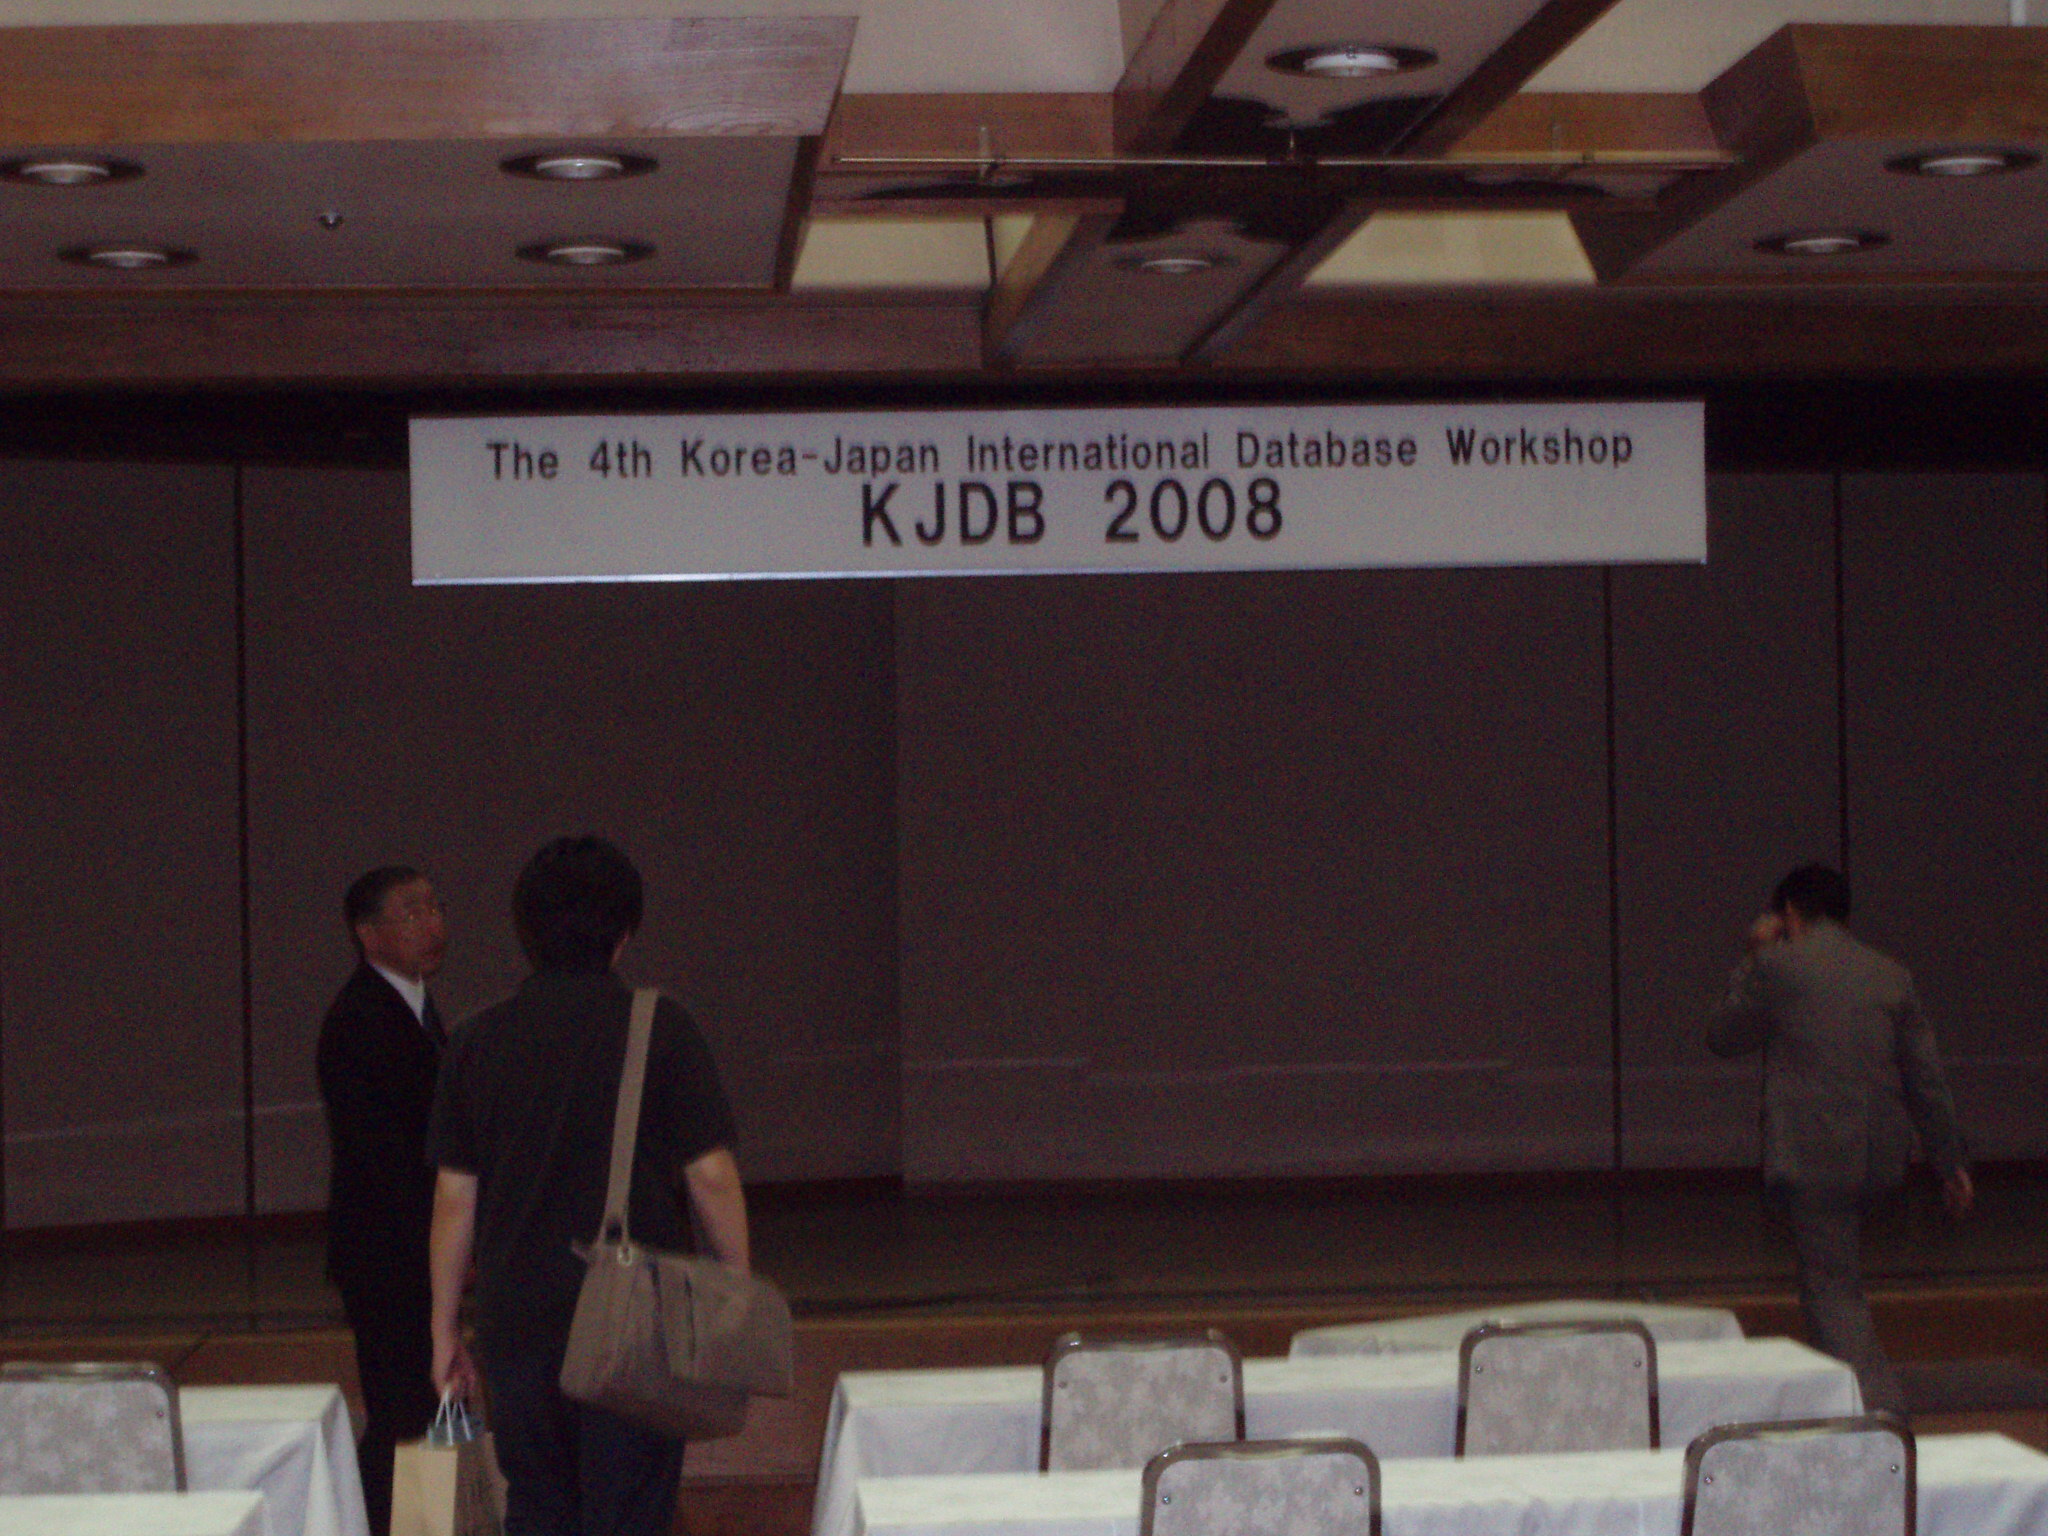 The 4th Korea-Japan International Database Workshop
KJDB 2008